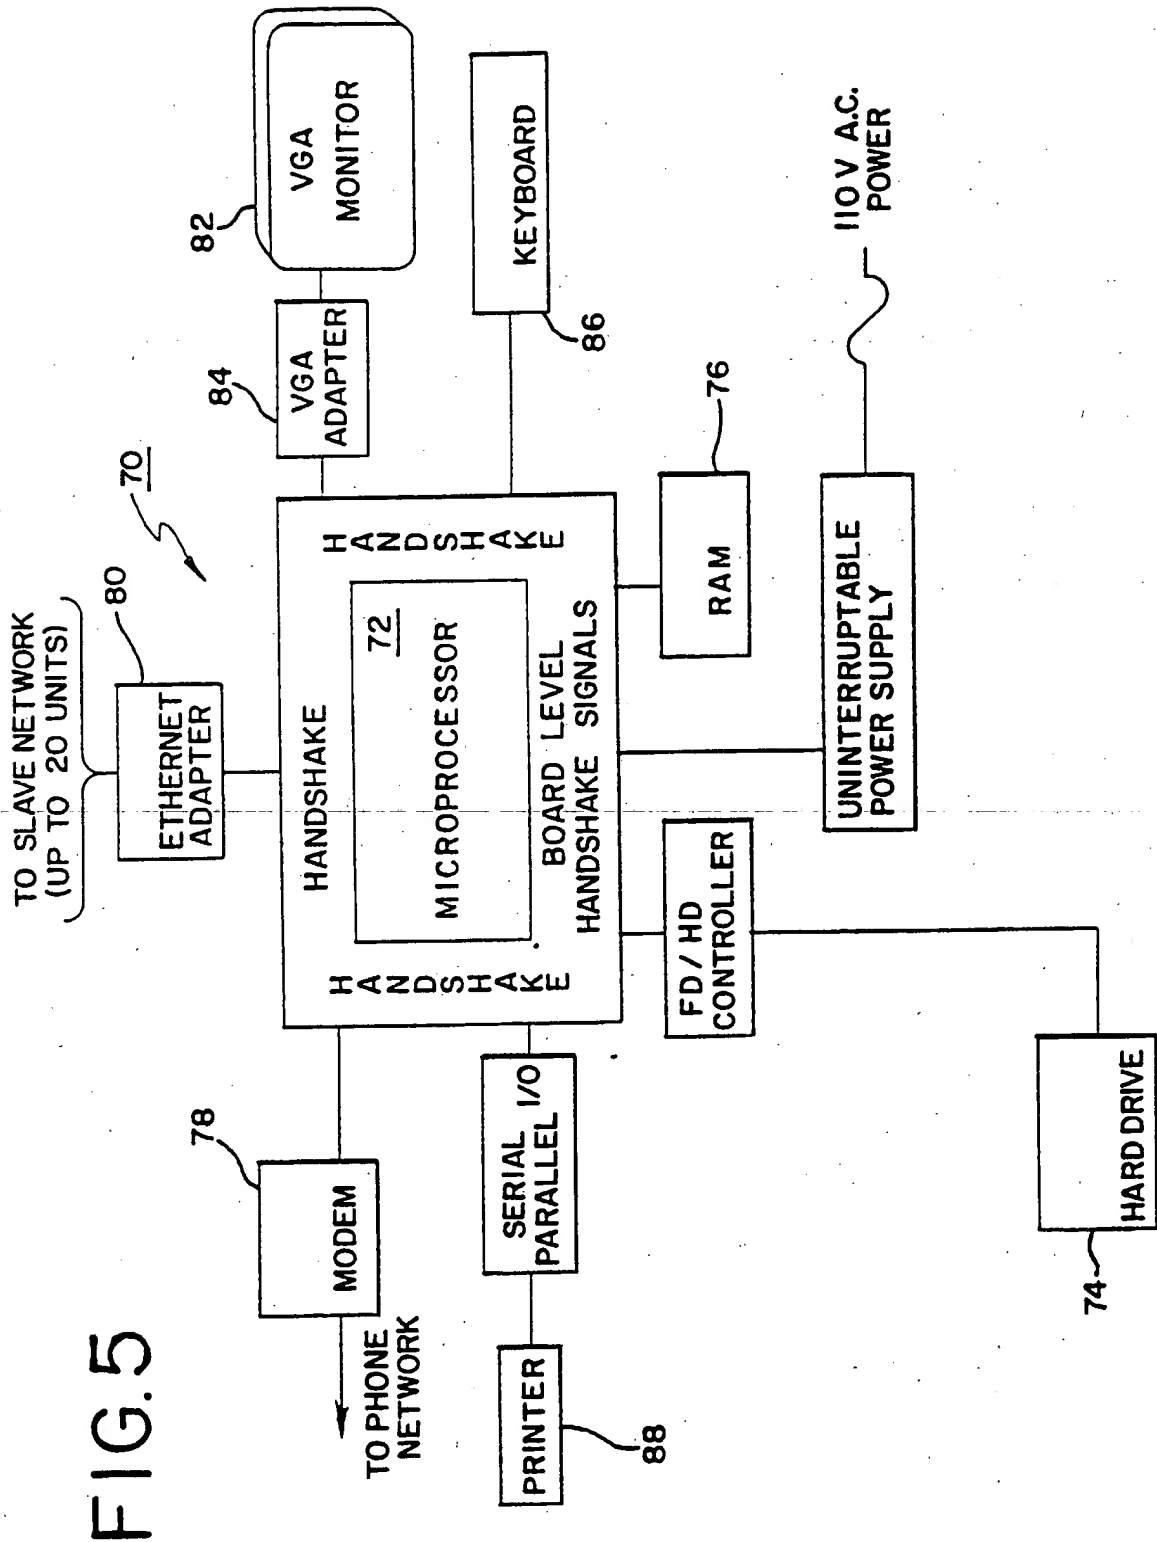 FIG.5
TO SLAVE NETWORK
(UP TO 20 UNITS)
80
70
ETHERNET
ADAPTER
78
84
82
MODEM
TO PHONE
NETWORK
VGA
ADAPTER
VGA
MONITOR
HANDSHAKE
HANDSHAKE
HANDSHAKE
72
MICROPROCESSOR
BOARD LEVEL
HANDSHAKE SIGNALS
SERIAL
PARALLEL I/O
PRINTER
88
KEYBOARD
86
FD/HD
CONTROLLER
RAM
76
UNINTERRUPTABLE
POWER SUPPLY
110V A.C.
POWER
HARD DRIVE
74